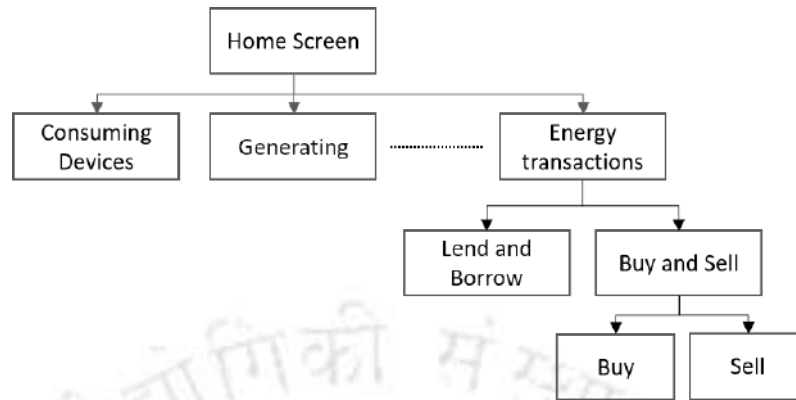 Home Screen
Consuming
Devices
Generating
Energy
transactions
Lend and
Borrow
Buy and Sell
Buy
Sell